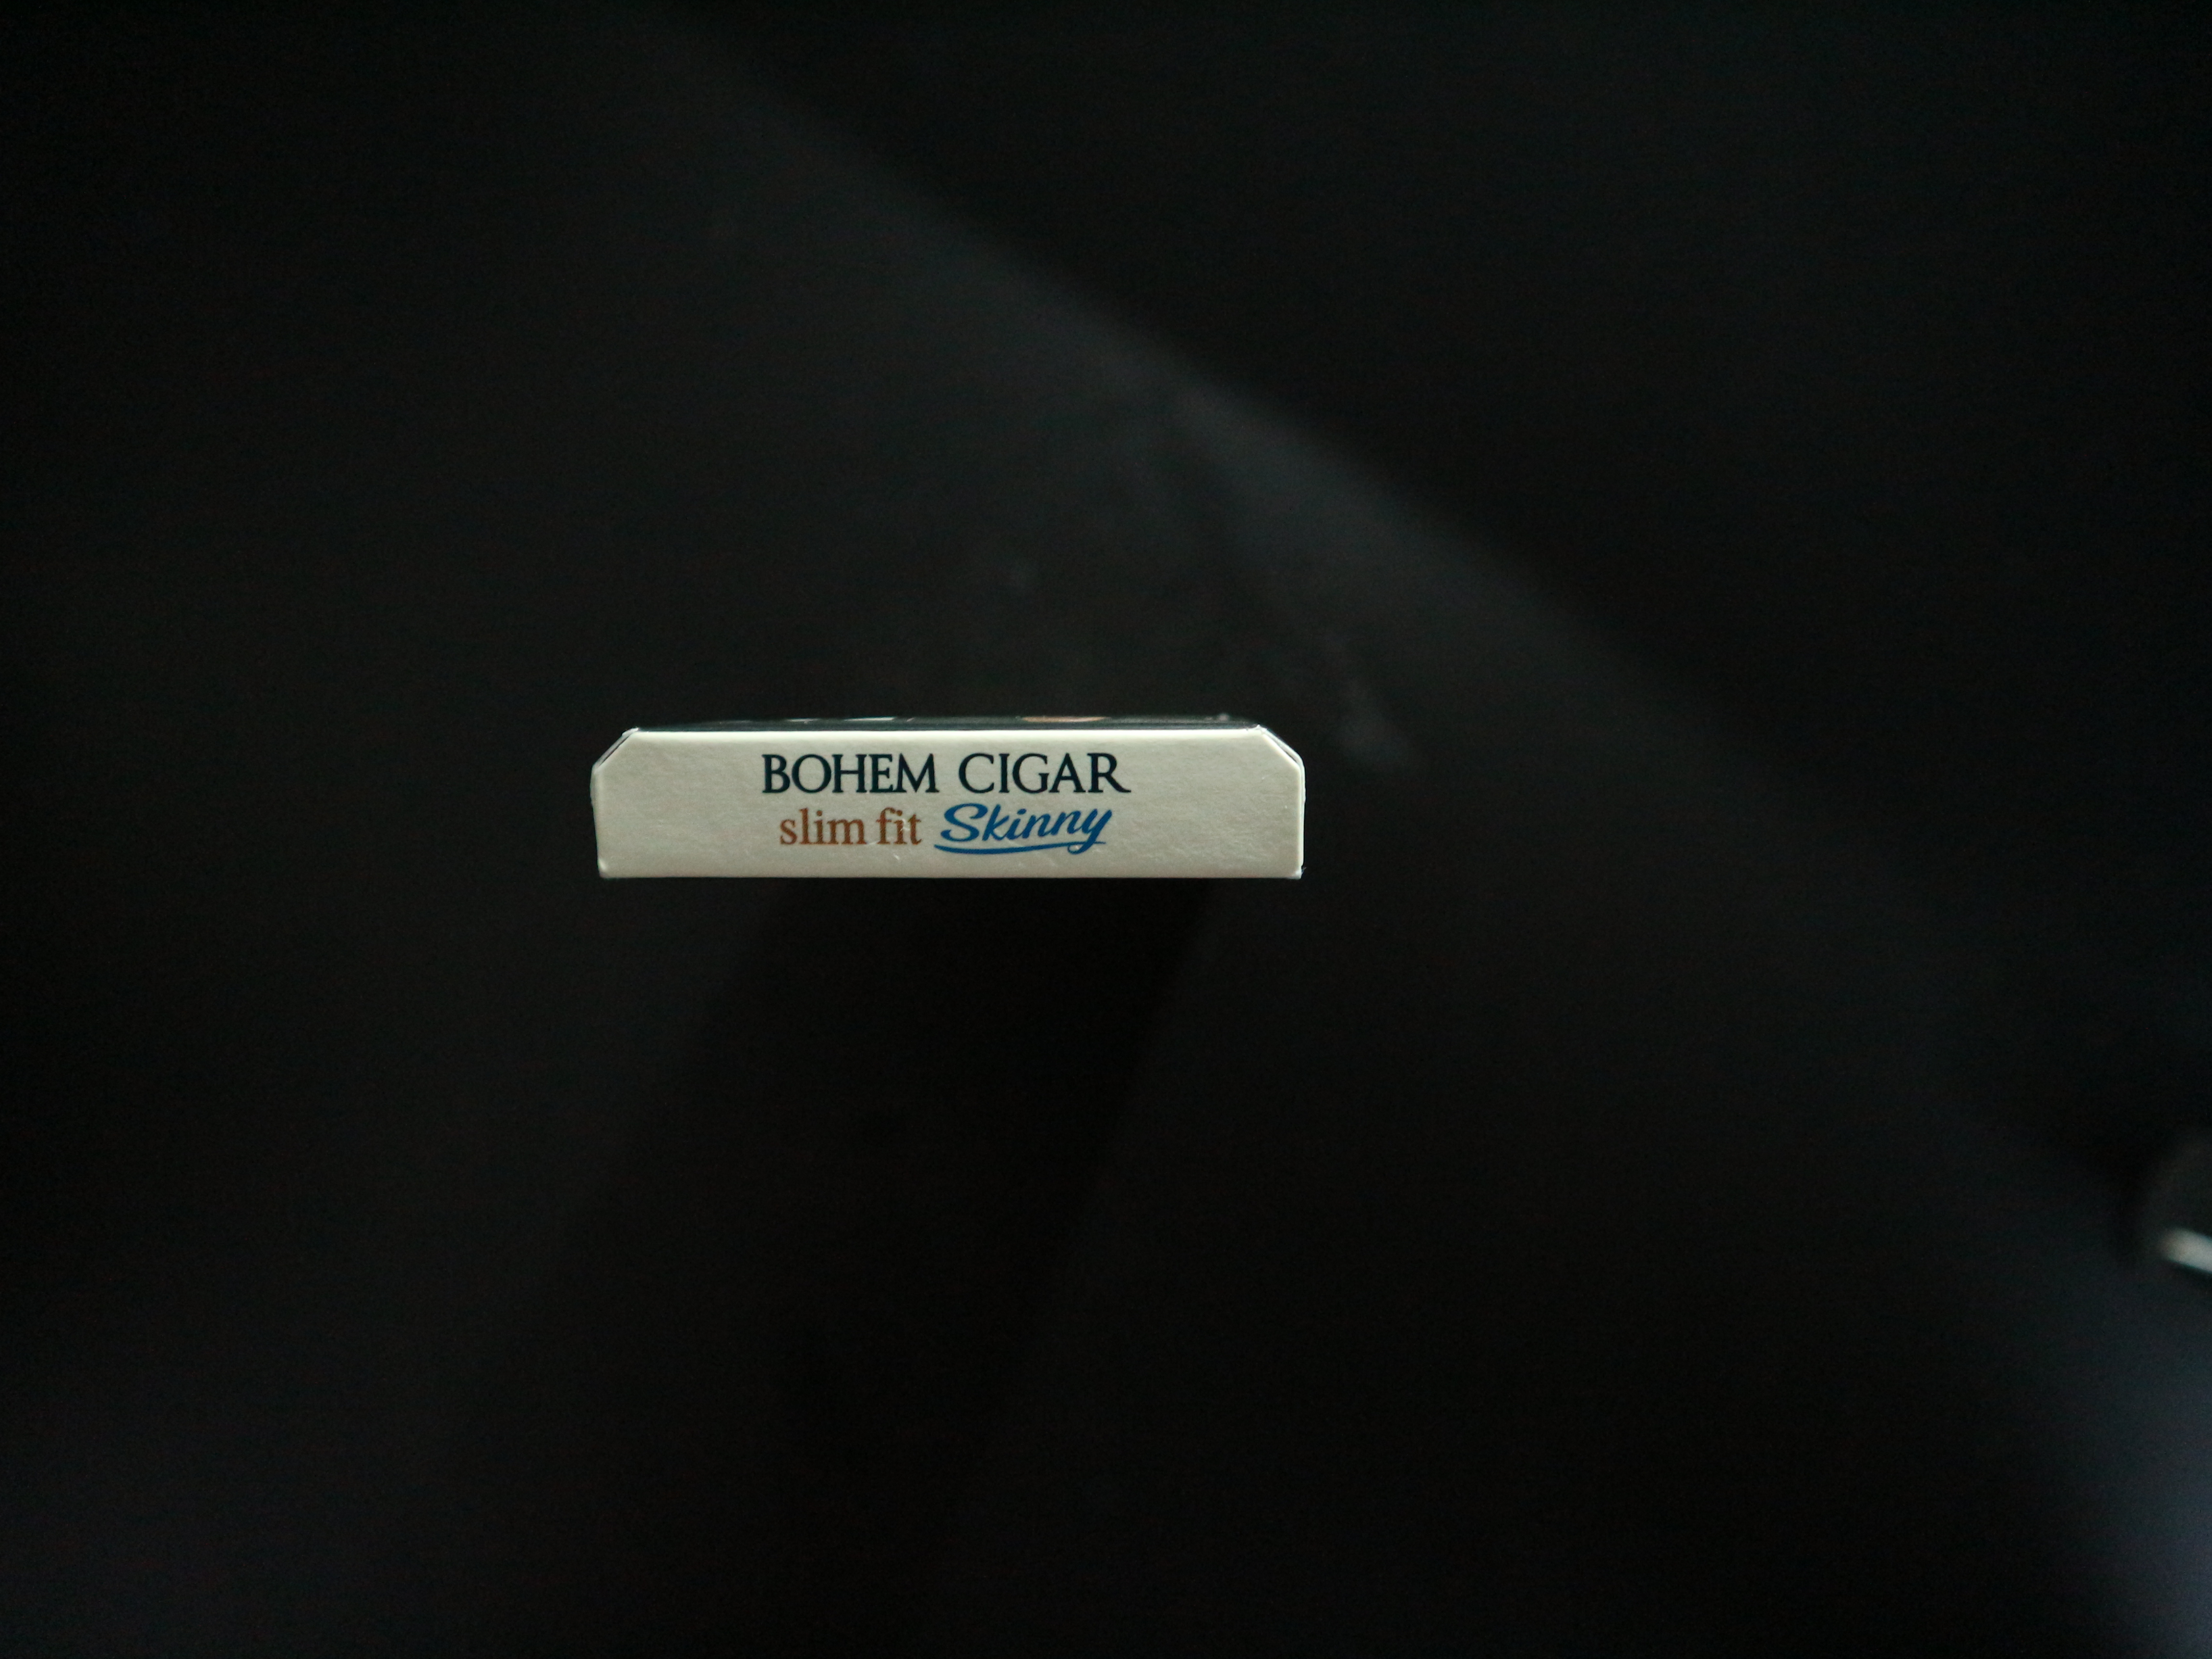 BOHEM CIGAR
slim fit Skinny